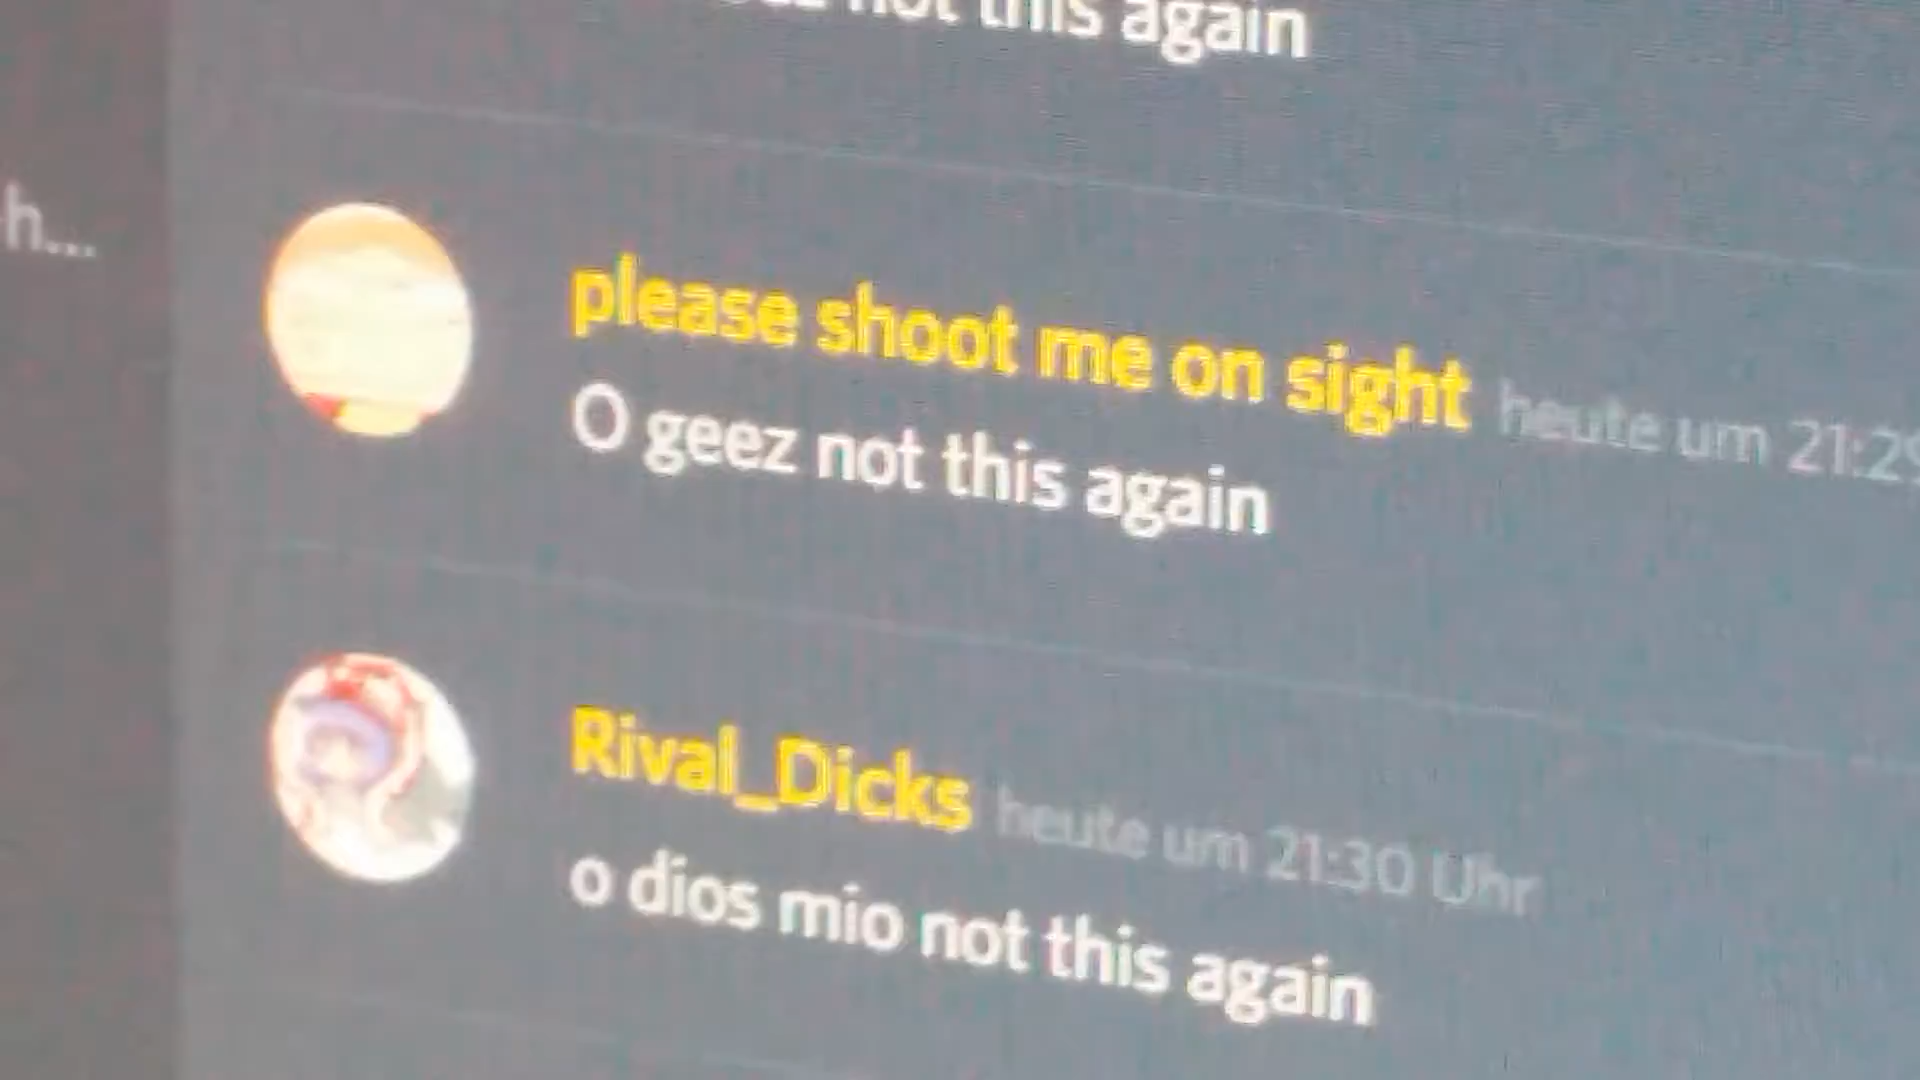 not this again
h...
please shoot me on sight heute um 21:29
O geez not this again
Rival_Dicks heute um 21:30 Uhr
o dios mio not this again